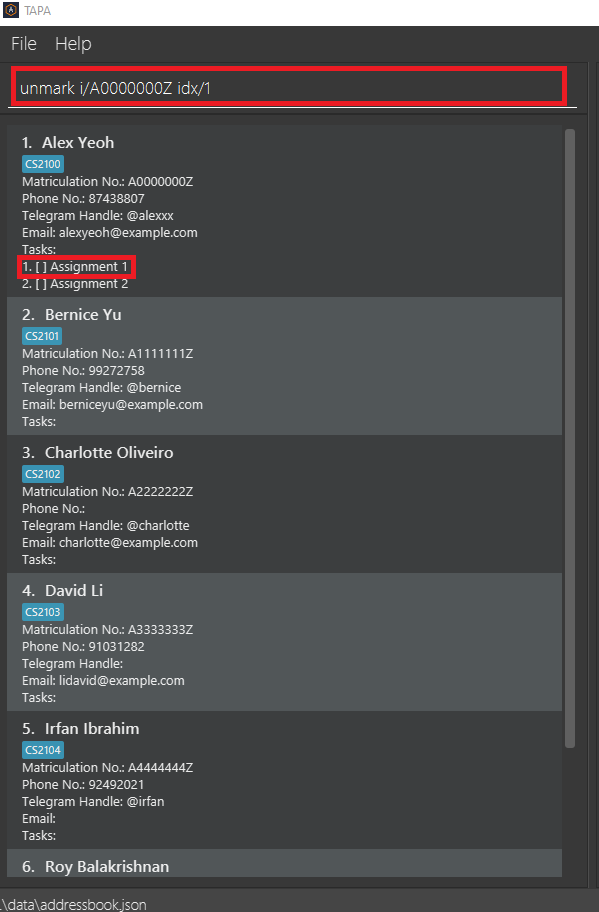 TAPA
File Help
unmark i/A0000000Z idx/1
1. Alex Yeoh
CS2100
Matriculation No.: A0000000Z
Phone No.: 87438807
Telegram Handle: @alexxx
Email: alexyeoh@example.com
Tasks:
1. [ ] Assignment 1
2. [ ] Assignment 2
2. Bernice Yu
CS2101
Matriculation No.: A1111111Z
Phone No.: 99272758
Telegram Handle: @bernice
Email: berniceyu@example.com
Tasks:
3. Charlotte Oliveiro
CS2102
Matriculation No.: A2222222Z
Phone No.:
Telegram Handle: @charlotte
Email: charlotte@example.com
Tasks:
4. David Li
CS2103
Matriculation No.: A3333333Z
Phone No.: 91031282
Telegram Handle:
Email: lidavid@example.com
Tasks:
5. Irfan Ibrahim
CS2104
Matriculation No.: A4444444Z
Phone No.: 92492021
Telegram Handle: @irfan
Email:
Tasks:
6. Roy Balakrishnan
.\data\addressbook.json